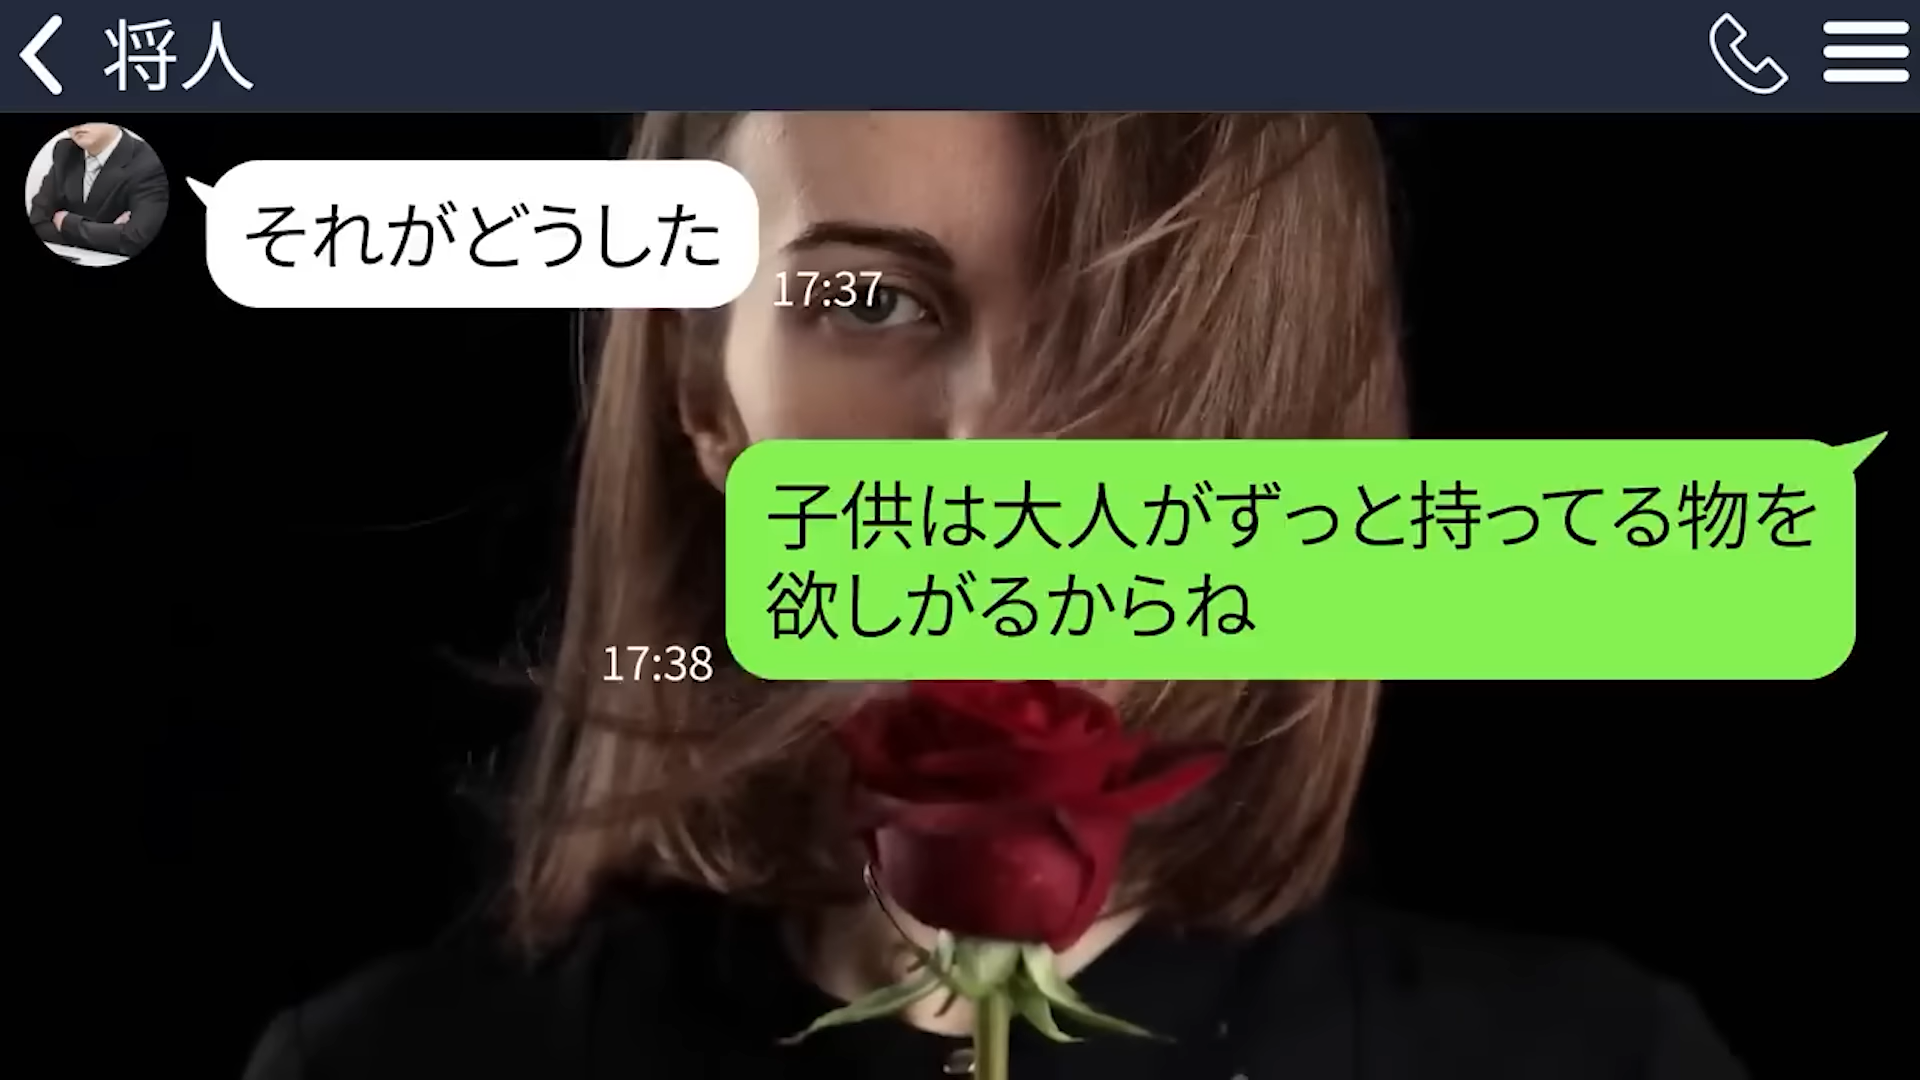 将人
それがどうした
17:37
子供は大人がずっと持ってる物を
欲しがるからね
17:38